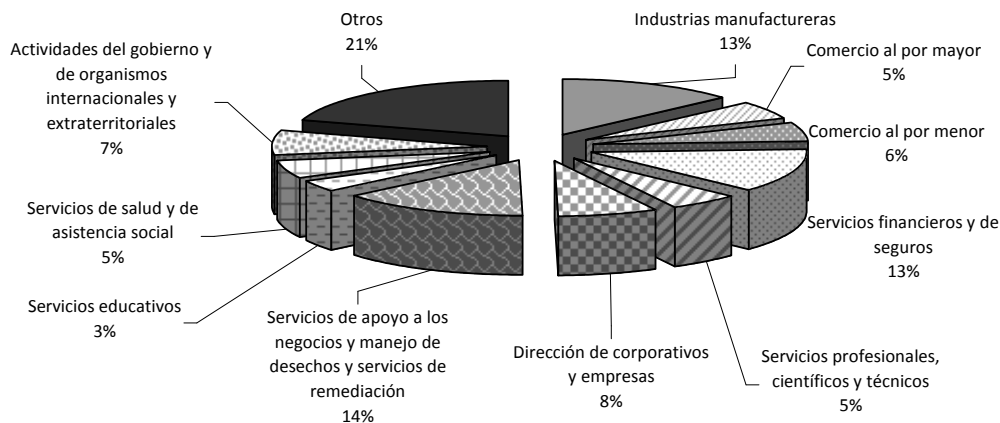 Otros
21%
Industrias manufactureras
13%
Comercio al por mayor
5%
Comercio al por menor
6%
Servicios financieros y de
seguros
13%
Servicios profesionales,
científicos y técnicos
5%
Dirección de corporativos
y empresas
8%
Servicios de apoyo a los
negocios y manejo de
desechos y servicios de
remediación
14%
Servicios educativos
3%
Servicios de salud y de
asistencia social
5%
Actividades del gobierno y
de organismos
internacionales y
extraterritoriales
7%